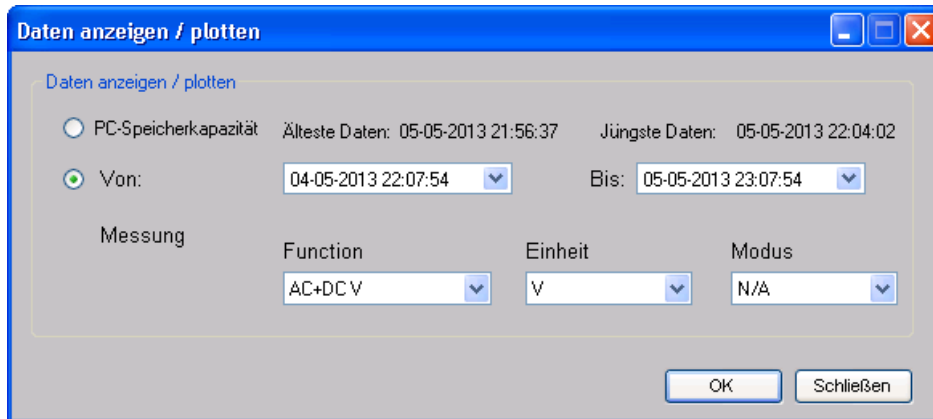 Daten anzeigen / plotten
Daten anzeigen / plotten
PC-Speicherkapazität Älteste Daten: 05-05-2013 21:56:37 Jüngste Daten: 05-05-2013 22:04:02
Von: 04-05-2013 22:07:54 Bis: 05-05-2013 23:07:54
Messung
Function Einheit Modus
AC+DC V V N/A
OK Schließen